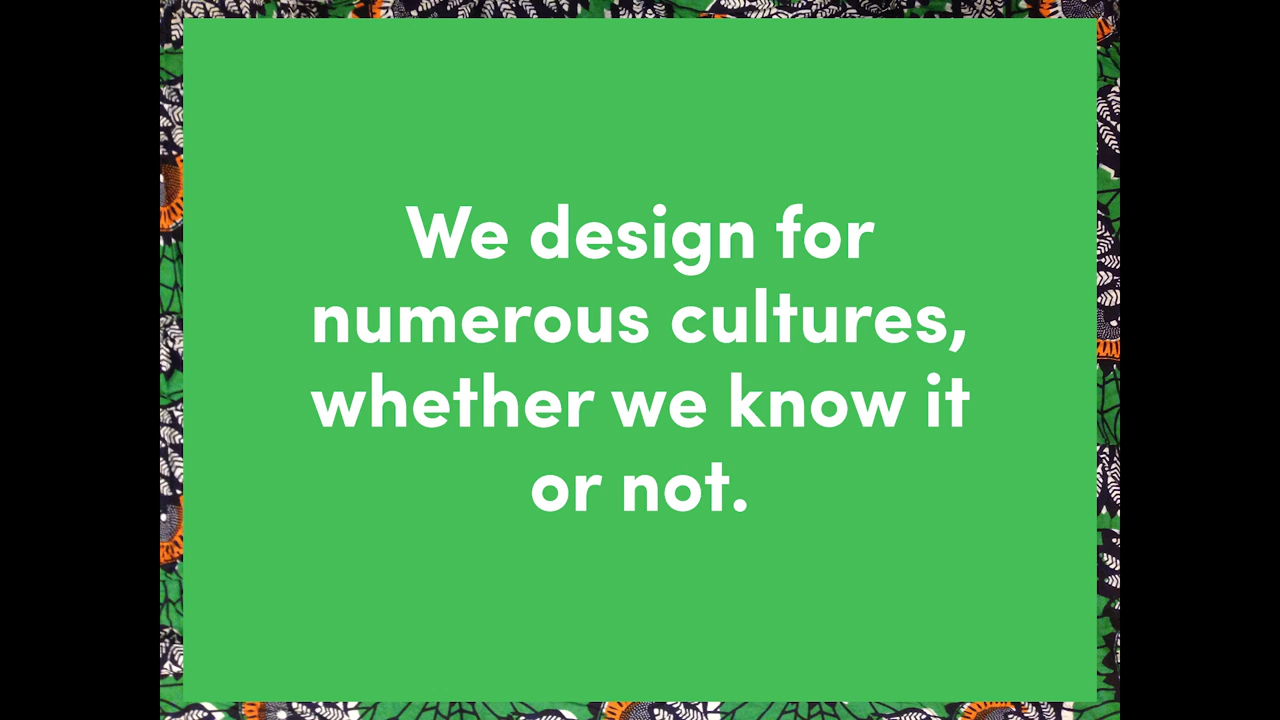 We design for
numerous cultures,
whether we know it
or not.